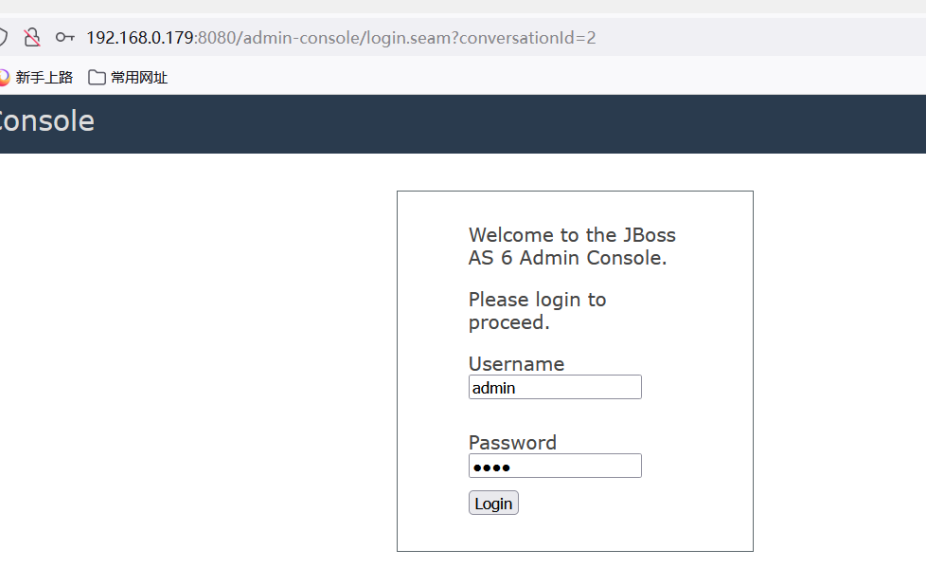 192.168.0.179:8080/admin-console/login.seam?conversationId=2
新手上路 常用网址
Console
Welcome to the JBoss
AS 6 Admin Console.
Please login to
proceed.
Username
admin
Password
••••
Login